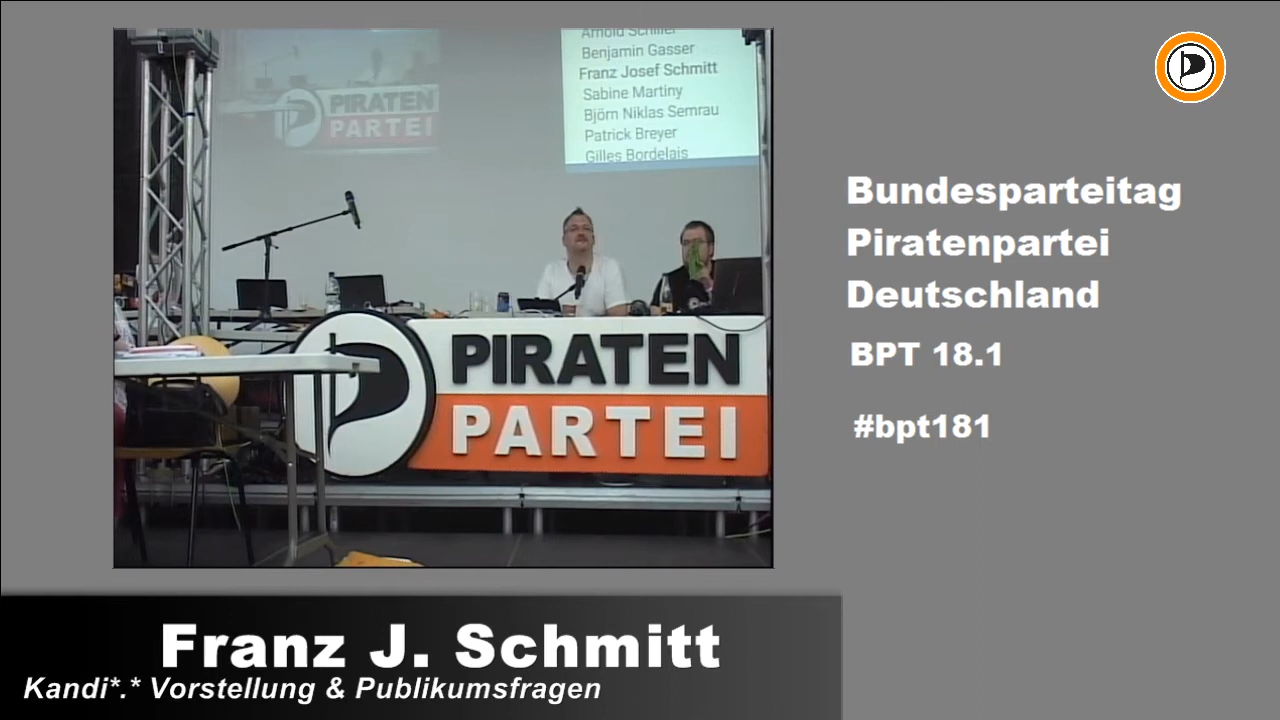 Arnold Schiller
Benjamin Gasser
Franz Josef Schmitt
Sabine Martiny
Björn Niklas Semrau
Patrick Breyer
Gilles Bordelais
PIRATEN
PARTEI
PIRATEN
PARTEI
Bundesparteitag
Piratenpartei
Deutschland
BPT 18.1
#bpt181
Franz J. Schmitt
Kandi*.* Vorstellung & Publikumsfragen